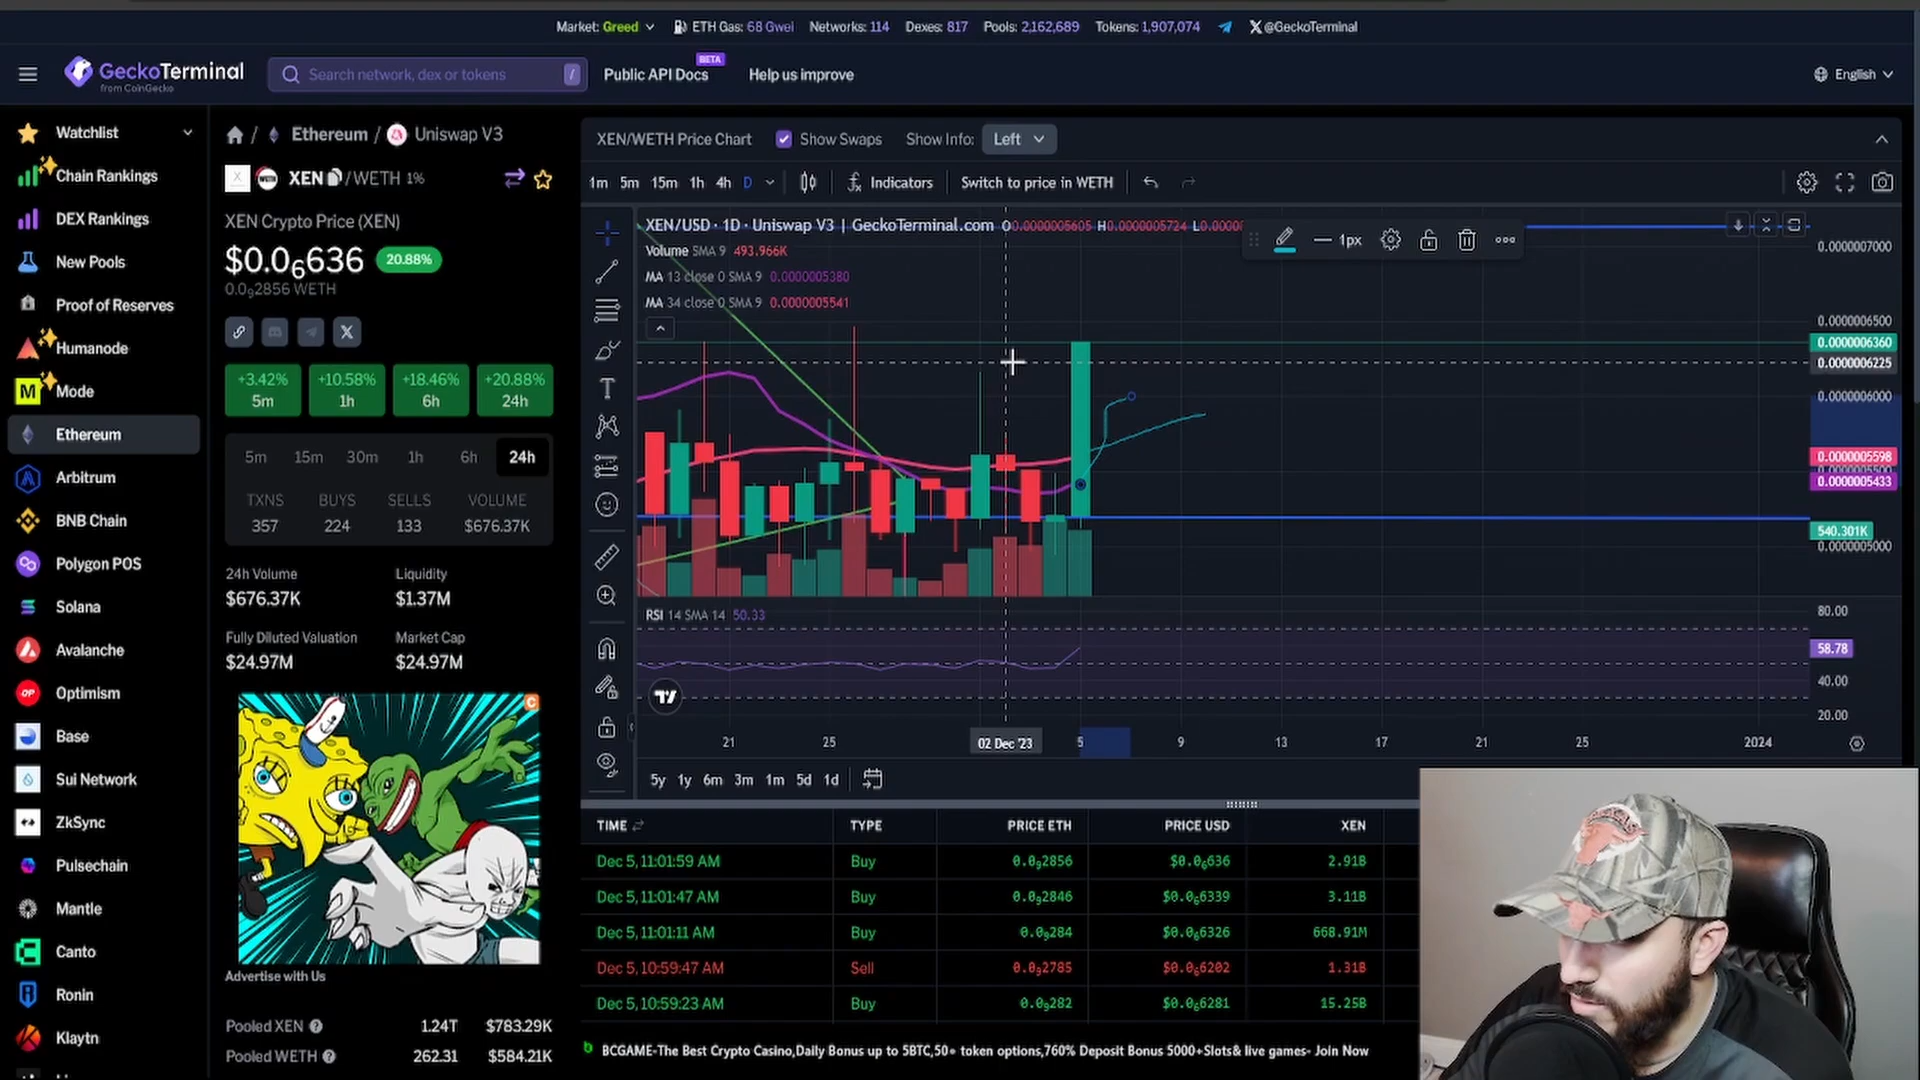 Market: Greed ETH Gas: 68 Gwei Networks: 114 Dexes: 817 Pools: 2,162,689 Tokens: 1,907,074 @GeckoTerminal
GeckoTerminal
from CoinGecko
Search network, dex or tokens /
Public API Docs
BETA
Help us improve
English
Watchlist
Chain Rankings
DEX Rankings
New Pools
Proof of Reserves
Humanode
Mode
Ethereum
Arbitrum
BNB Chain
Polygon POS
Solana
Avalanche
Optimism
Base
Sui Network
ZkSync
Pulsechain
Mantle
Canto
Ronin
Klaytn
/ Ethereum / Uniswap V3
XEN /WETH 1%
XEN Crypto Price (XEN)
$0.0₆636 20.88%
0.0₉2856 WETH
+3.42% +10.58% +18.46% +20.88%
5m 1h 6h 24h
5m 15m 30m 1h 6h 24h
TXNS BUYS SELLS VOLUME
357 224 133 $676.37K
24h Volume Liquidity
$676.37K $1.37M
Fully Diluted Valuation Market Cap
$24.97M $24.97M
Advertise with Us
Pooled XEN 1.24T $783.29K
Pooled WETH 262.31 $584.21K
XEN/WETH Price Chart Show Swaps Show Info: Left
1m 5m 15m 1h 4h D Indicators Switch to price in WETH
XEN/USD · 1D · Uniswap V3 | GeckoTerminal.com O0.0000005605 H0.0000005724 L0.00000
1px
Volume SMA 9 493.966K
MA 13 close 0 SMA 9 0.0000005380
MA 34 close 0 SMA 9 0.0000005541
0.0000007000
0.0000006500
0.0000006360
0.0000006225
0.0000006000
0.0000005598
0.0000005433
540.301K
0.0000005000
RSI 14 SMA 14 50.33
80.00
58.78
40.00
20.00
21 25 02 Dec '23 5 9 13 17 21 25 2024
5y 1y 6m 3m 1m 5d 1d
TIME TYPE PRICE ETH PRICE USD XEN
Dec 5, 11:01:59 AM Buy 0.0₉2856 $0.0₆636 2.91B
Dec 5, 11:01:47 AM Buy 0.0₉2846 $0.0₆6339 3.11B
Dec 5, 11:01:11 AM Buy 0.0₉284 $0.0₆6326 668.91M
Dec 5, 10:59:47 AM Sell 0.0₉2785 $0.0₆6202 1.31B
Dec 5, 10:59:23 AM Buy 0.0₉282 $0.0₆6281 15.25B
BCGAME-The Best Crypto Casino,Daily Bonus up to 5BTC,50+ token options,760% Deposit Bonus 5000+Slots& live games- Join Now